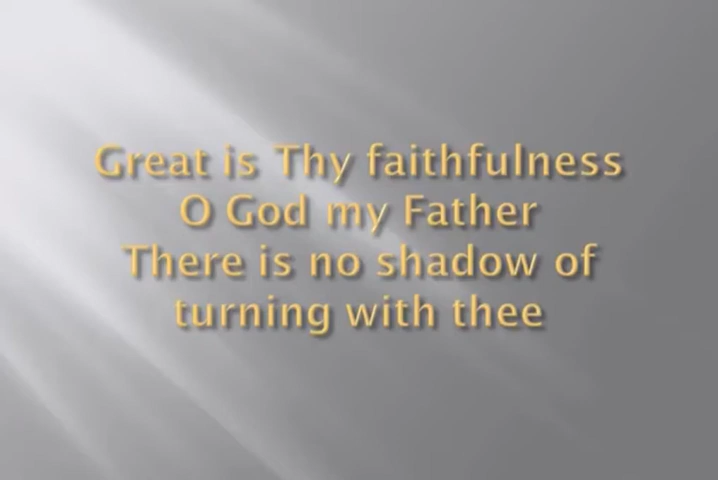 Great is Thy faithfulness
O God my Father
There is no shadow of
turning with thee